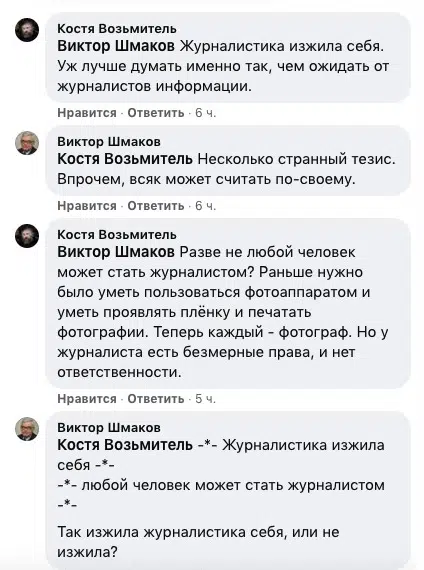 Костя Возьмитель
Виктор Шмаков Журналистика изжила себя.
Уж лучше думать именно так, чем ожидать от
журналистов информации.
Нравится · Ответить · 6 ч.
Виктор Шмаков
Костя Возьмитель Несколько странный тезис.
Впрочем, всяк может считать по-своему.
Нравится · Ответить · 6 ч.
Костя Возьмитель
Виктор Шмаков Разве не любой человек
может стать журналистом? Раньше нужно
было уметь пользоваться фотоаппаратом и
уметь проявлять плёнку и печатать
фотографии. Теперь каждый - фотограф. Но у
журналиста есть безмерные права, и нет
ответственности.
Нравится · Ответить · 5 ч.
Виктор Шмаков
Костя Возьмитель -*- Журналистика изжила
себя -*-
-*- любой человек может стать журналистом
-*-
Так изжила журналистика себя, или не
изжила?